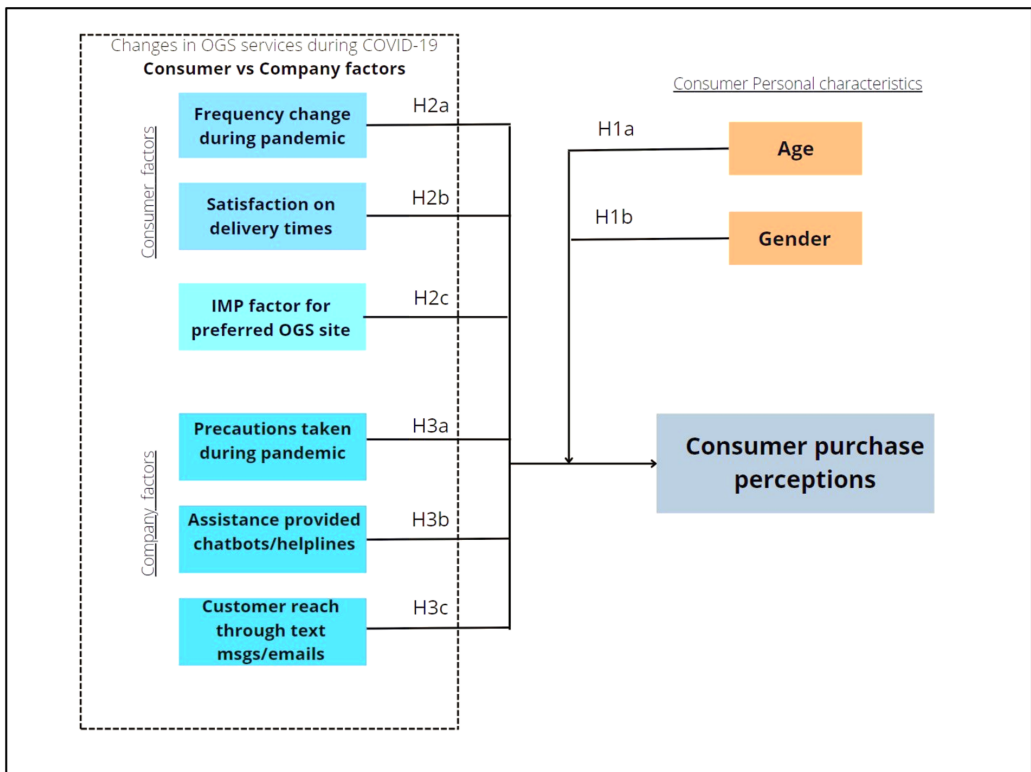 Changes in OGS services during COVID-19
Consumer vs Company factors
Consumer factors
Frequency change
during pandemic
H2a
Satisfaction on
delivery times
H2b
IMP factor for
preferred OGS site
H2c
Company factors
Precautions taken
during pandemic
H3a
Assistance provided
chatbots/helplines
H3b
Customer reach
through text
msgs/emails
H3c
Consumer Personal characteristics
H1a
Age
H1b
Gender
Consumer purchase
perceptions